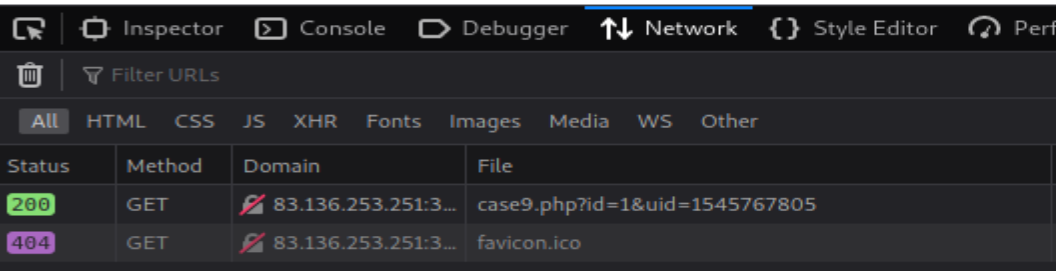 Inspector Console Debugger Network Style Editor Perf
Filter URLs
All HTML CSS JS XHR Fonts Images Media WS Other
Status Method Domain File
200 GET 83.136.253.251:3... case9.php?id=1&uid=1545767805
404 GET 83.136.253.251:3... favicon.ico